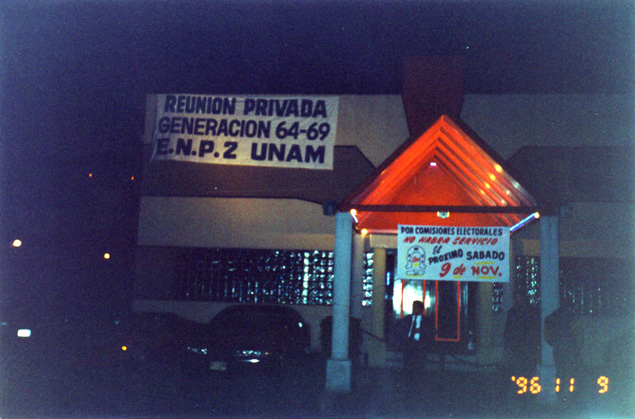 REUNION PRIVADA
GENERACION 64-69
E.N.P. 2 UNAM
POR COMISIONES ELECTORALES
NO HABRA SERVICIO
EL
PROXIMO SABADO
9 de NOV.
'96 11 9